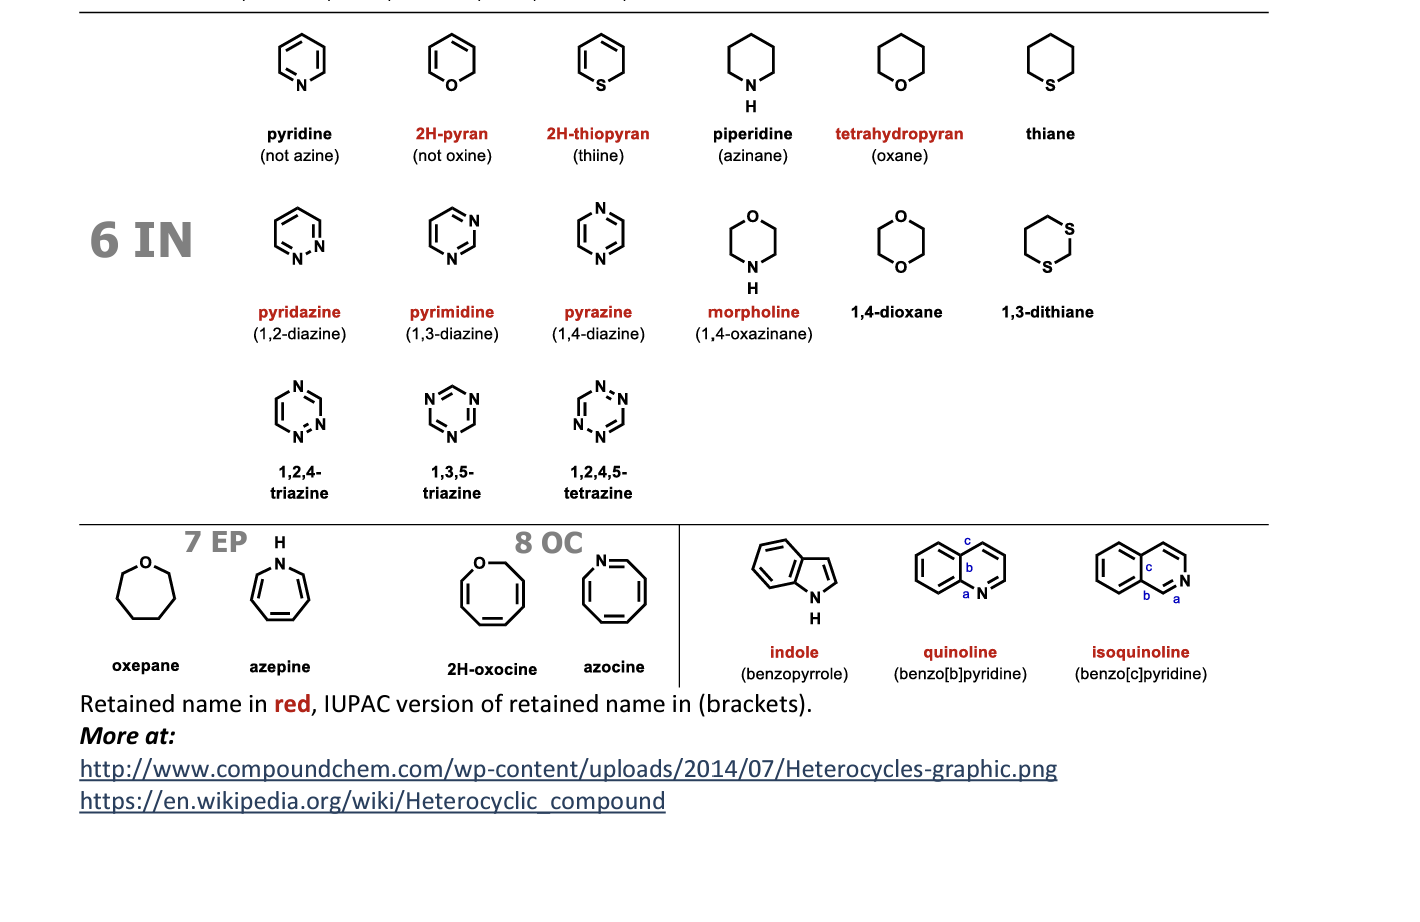 N O S N O S
H
pyridine 2H-pyran 2H-thiopyran piperidine tetrahydropyran thiane
(not azine) (not oxine) (thiine) (azinane) (oxane)
N O O
N S
6 IN
N N N N O S
H
pyridazine pyrimidine pyrazine morpholine 1,4-dioxane 1,3-dithiane
(1,2-diazine) (1,3-diazine) (1,4-diazine) (1,4-oxazinane)
N N
N N N
N N
N N N
1,2,4- 1,3,5- 1,2,4,5-
triazine triazine tetrazine
7 EP H 8 OC c
O N O N b c
a N b a N
N
H
oxepane azepine 2H-oxocine azocine indole quinoline isoquinoline
(benzopyrrole) (benzo[b]pyridine) (benzo[c]pyridine)
Retained name in red, IUPAC version of retained name in (brackets).
More at:
http://www.compoundchem.com/wp-content/uploads/2014/07/Heterocycles-graphic.png
https://en.wikipedia.org/wiki/Heterocyclic_compound